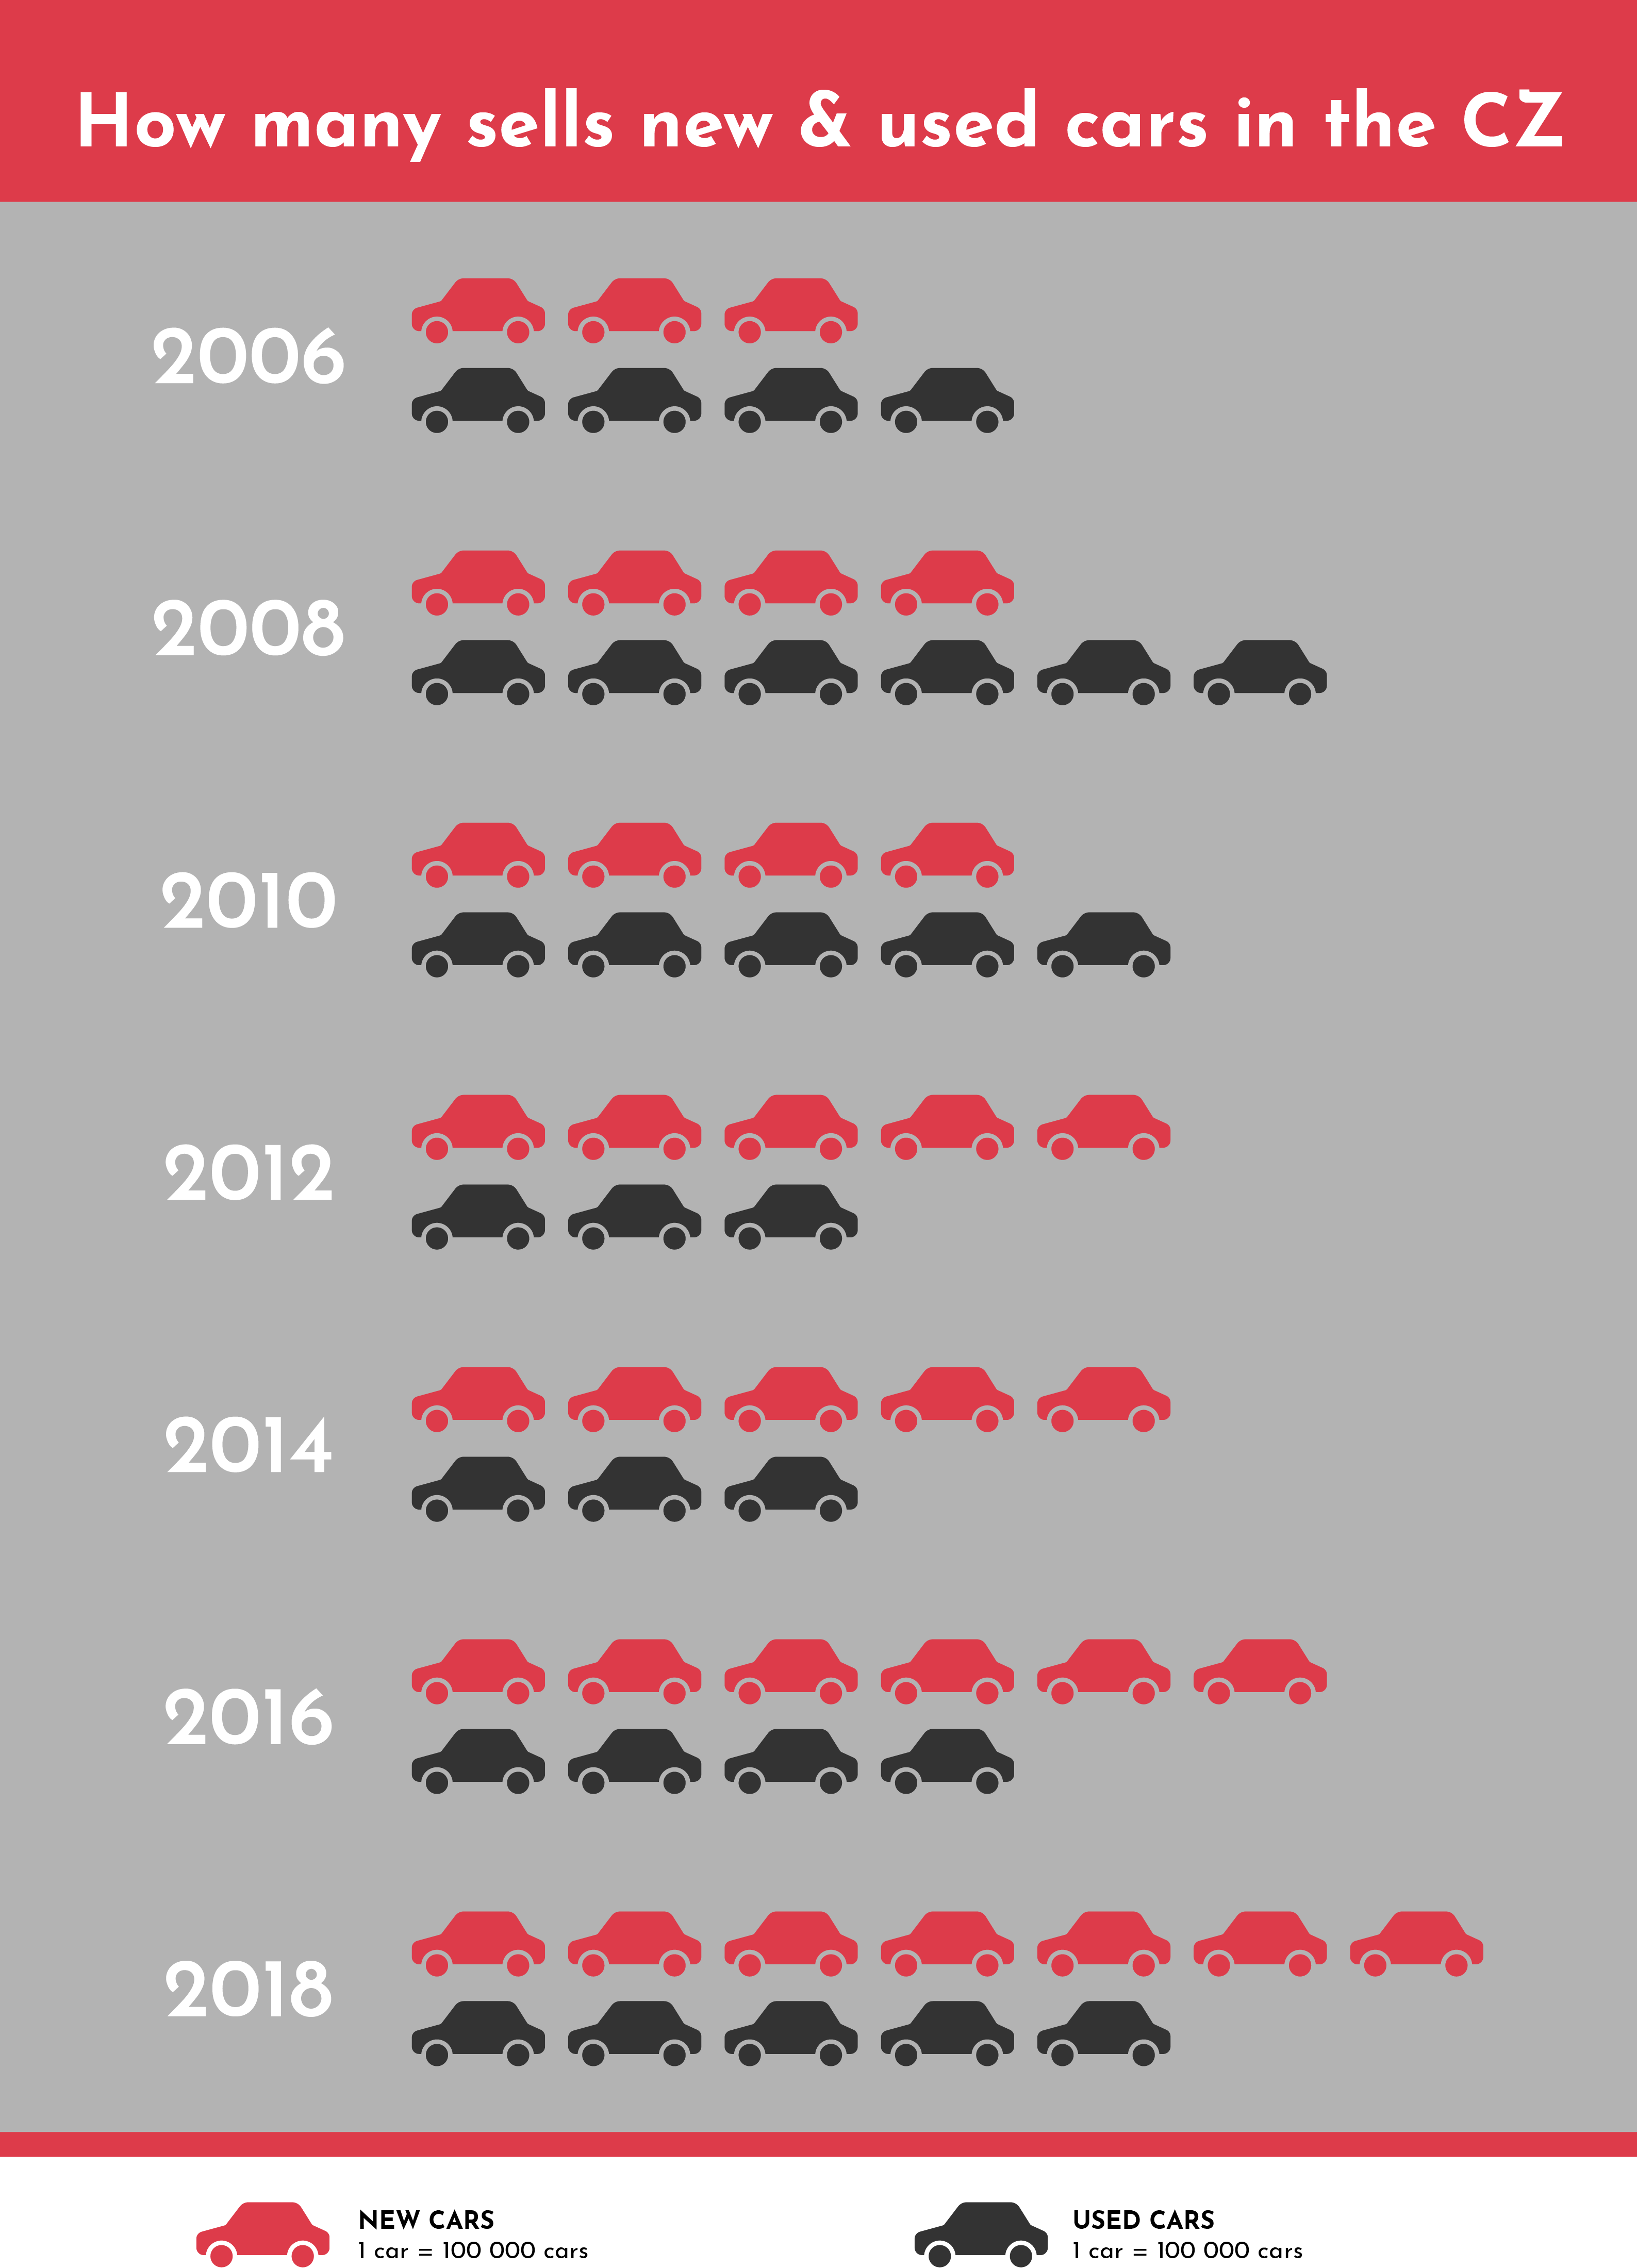 How many sells new & used cars in the CŽ
2006
2008
2010
2012
2014
2016
2018
NEW CARS
1 car = 100 000 cars
USED CARS
1 car = 100 000 cars